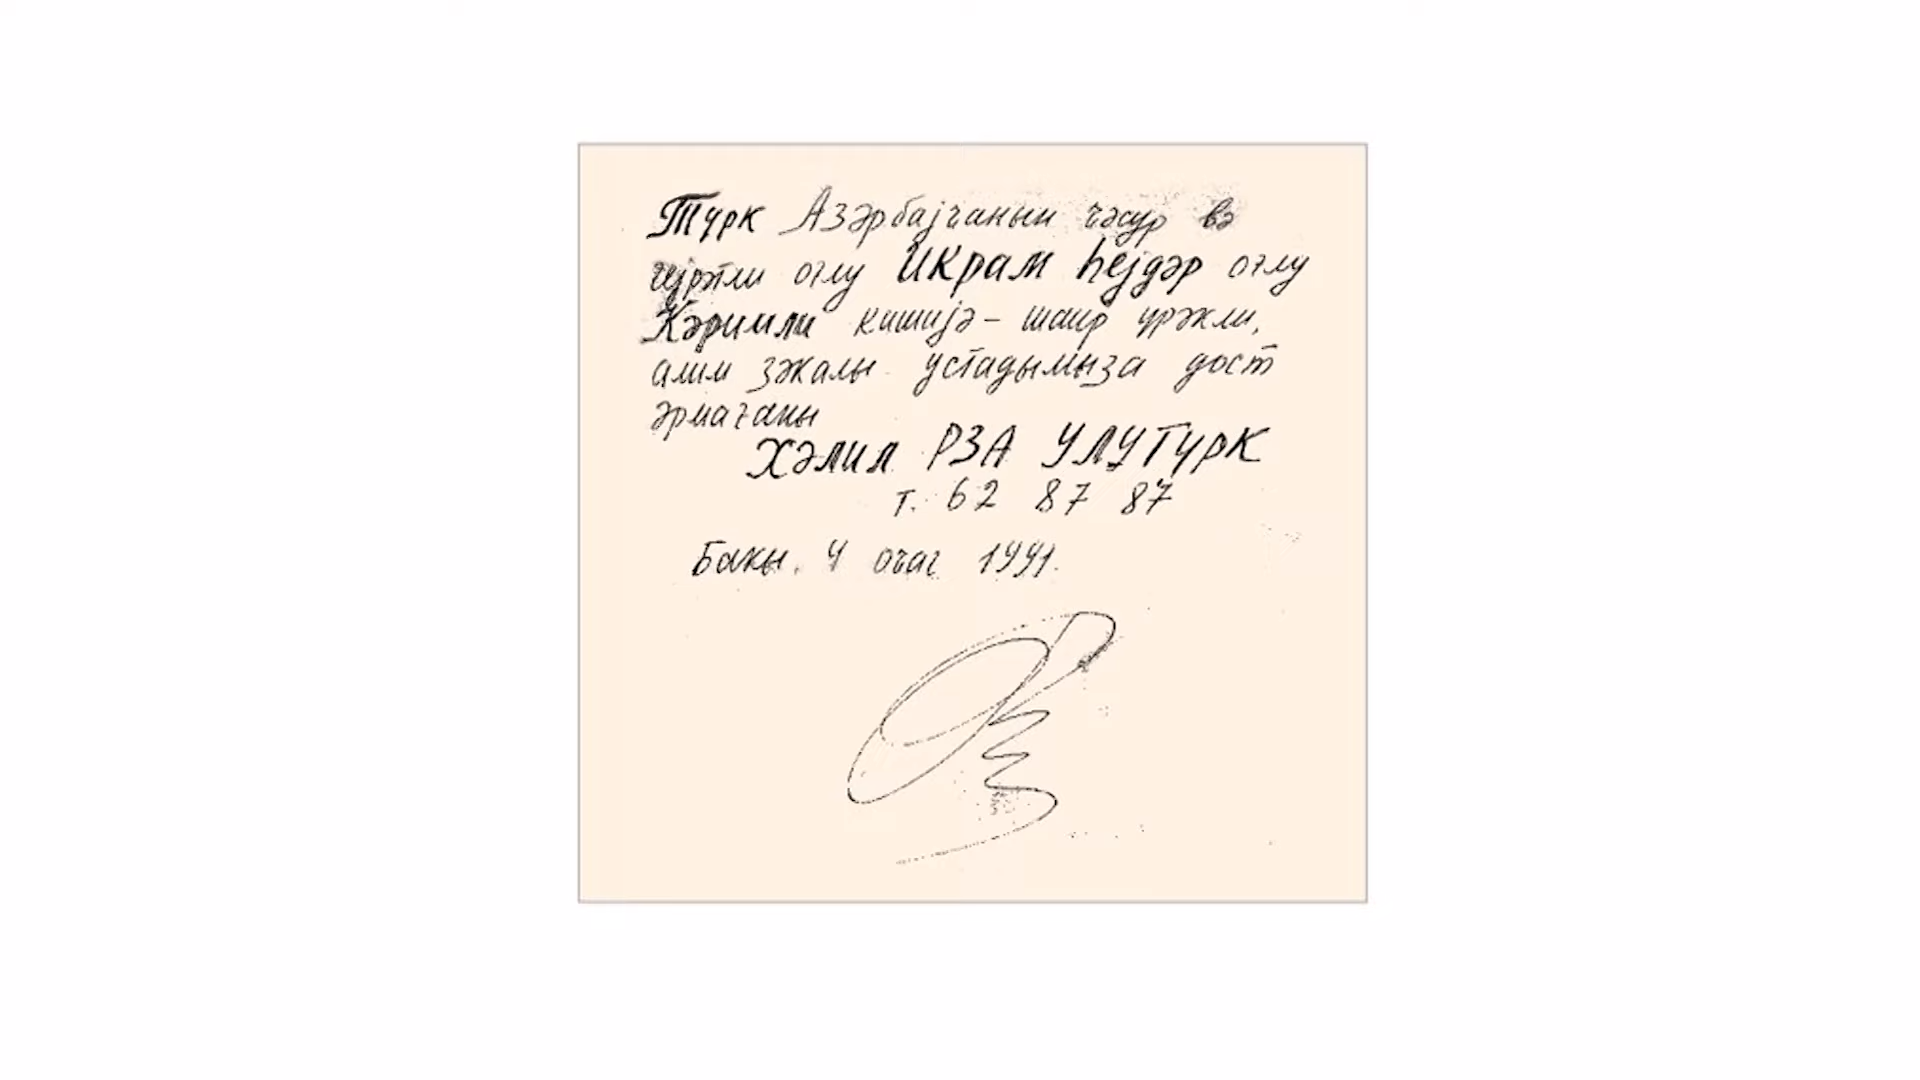 Түрк Азәрбајҹанын ҹәсур вә
гејрәтли оғлу Икрам Һејдәр оғлу
Кәримли кишијә – шаир үрәкли,
алим зәкалы устадымыза дост
әрмағаны
ХӘЛИЛ РЗА УЛУТҮРК
т. 62 87 87
Бакы. 4 оҹаг 1991.